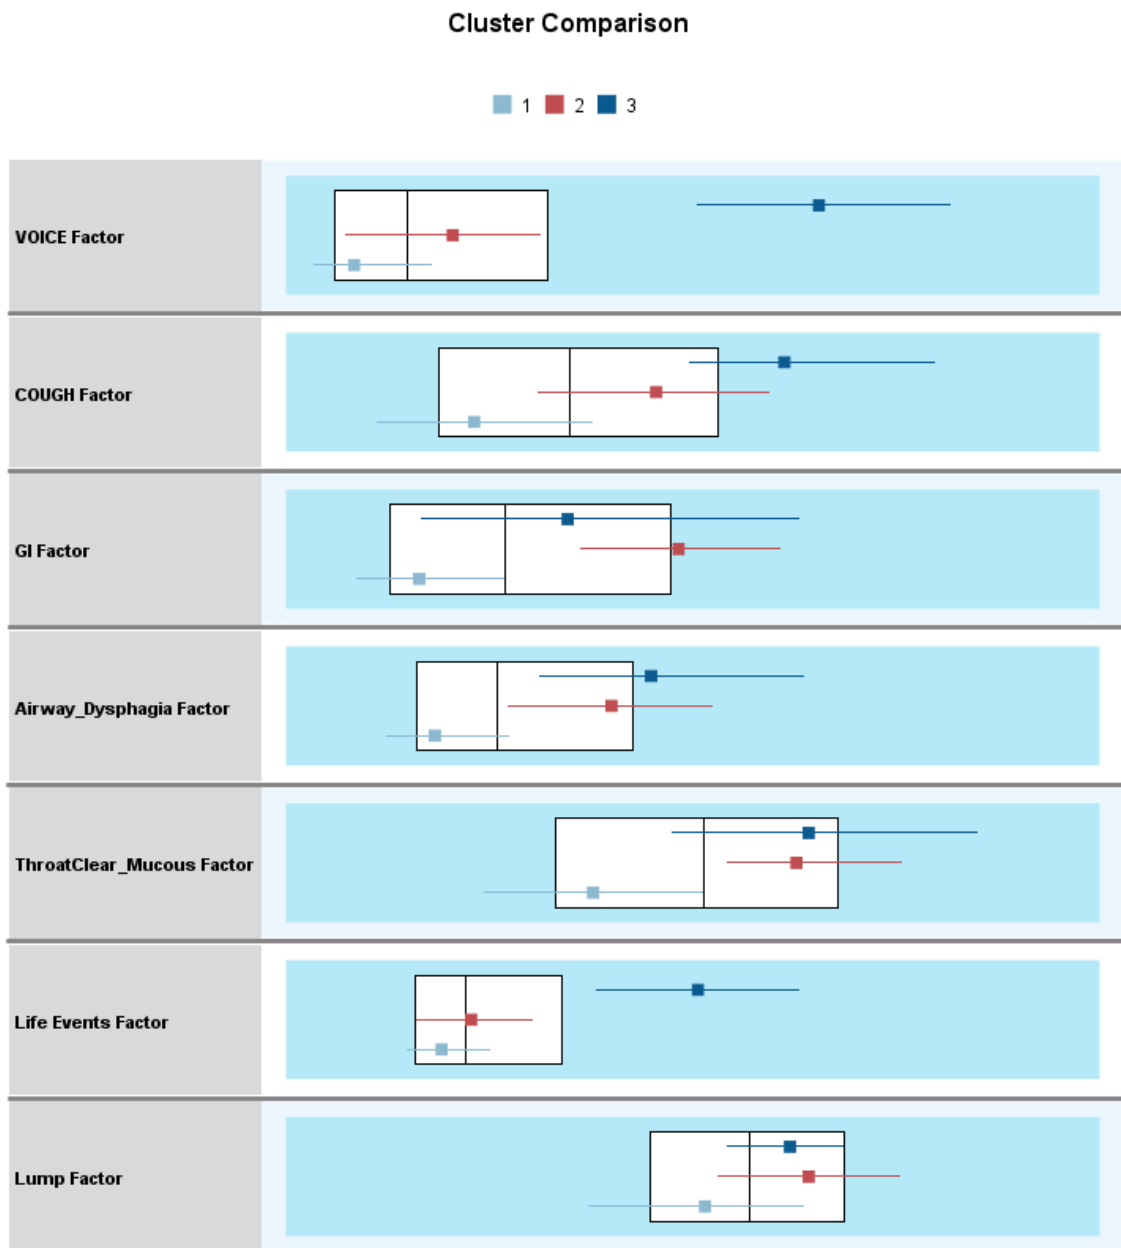 Cluster Comparison
1 2 3
VOICE Factor
COUGH Factor
GI Factor
Airway_Dysphagia Factor
ThroatClear_Mucous Factor
Life Events Factor
Lump Factor